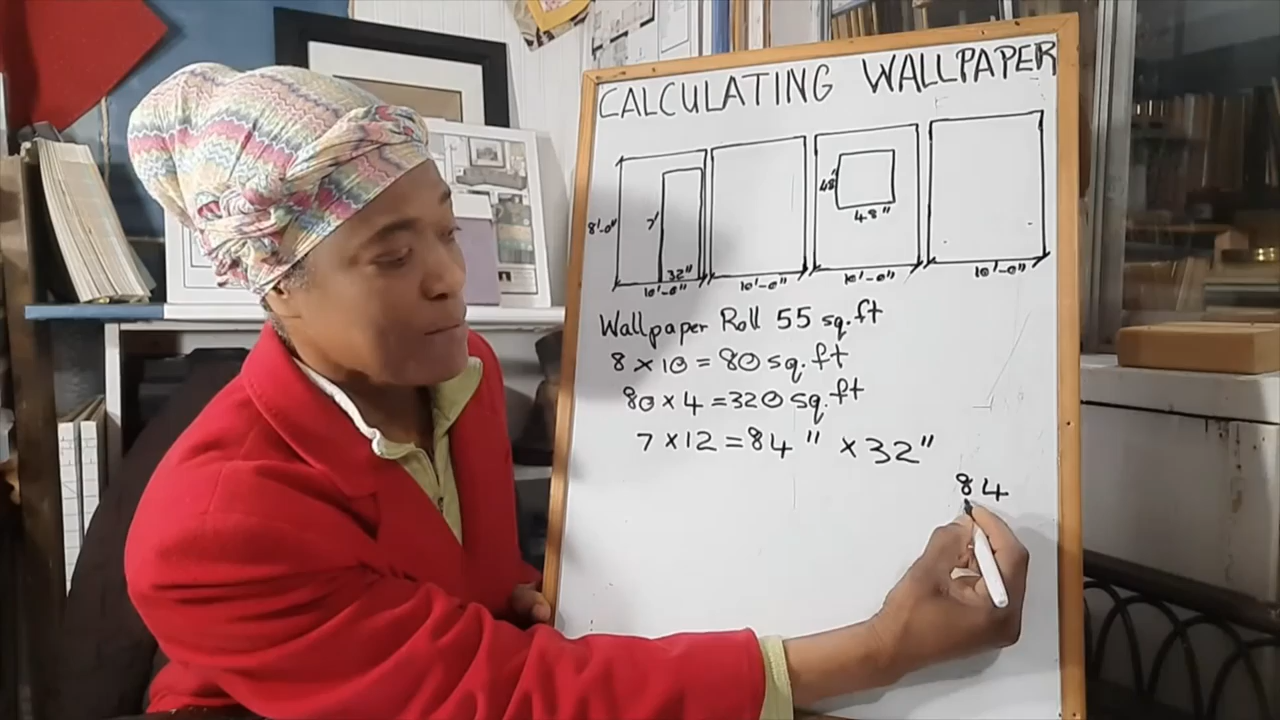 CALCULATING WALLPAPER
8'-0" 7' 32" 48" 48"
10'-0" 10'-0" 10'-0" 10'-0"
Wallpaper Roll 55 sq.ft
8 x 10 = 80 sq.ft
80 x 4 = 320 sq.ft
7 x 12 = 84" x 32"
84